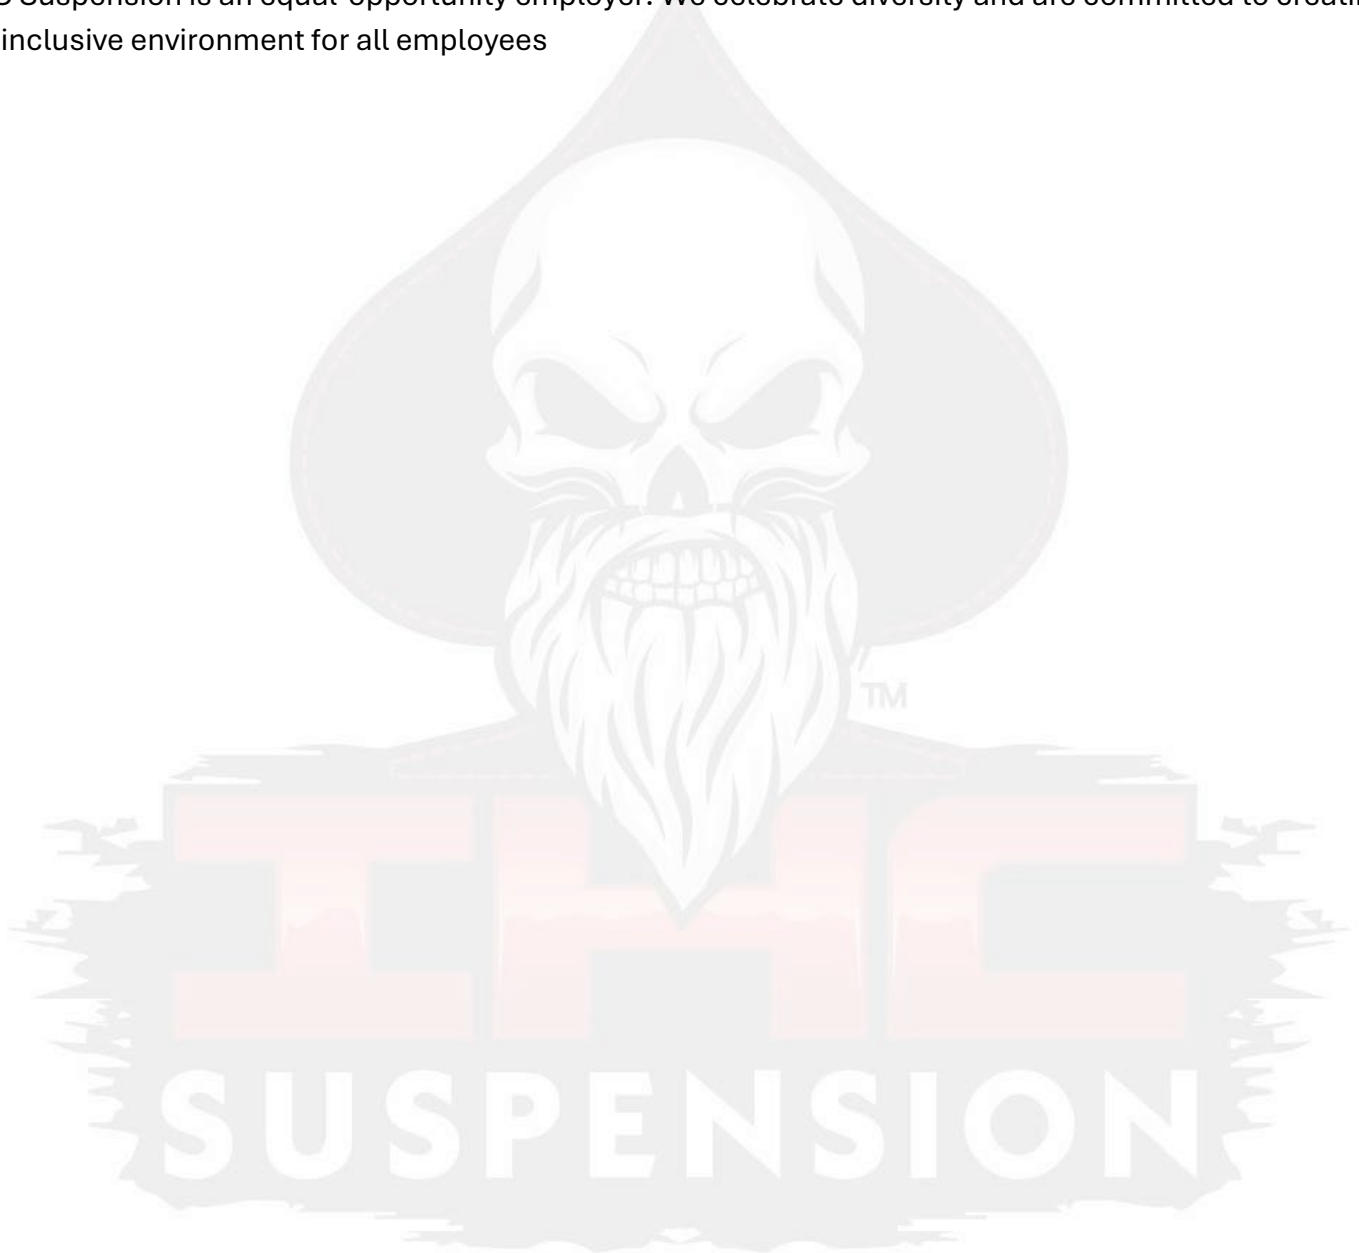 Suspension is an equal-opportunity employer. We celebrate diversity and are committed to
inclusive environment for all employees
TM
IHC
SUSPENSION